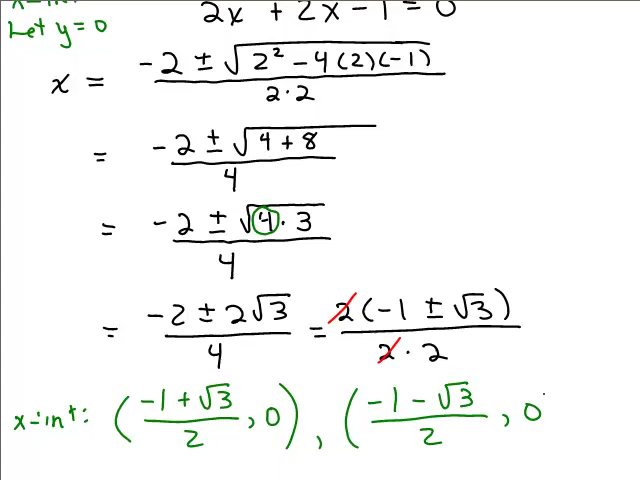 x-int:
Let y = 0
2x + 2x - 1 = 0
x = (-2 ± √(2² - 4(2)(-1))) / (2·2)
= (-2 ± √(4 + 8)) / 4
= (-2 ± √(4·3)) / 4
= (-2 ± 2√3) / 4 = (2(-1 ± √3)) / (2·2)
x-int: ((-1 + √3) / 2, 0), ((-1 - √3) / 2, 0